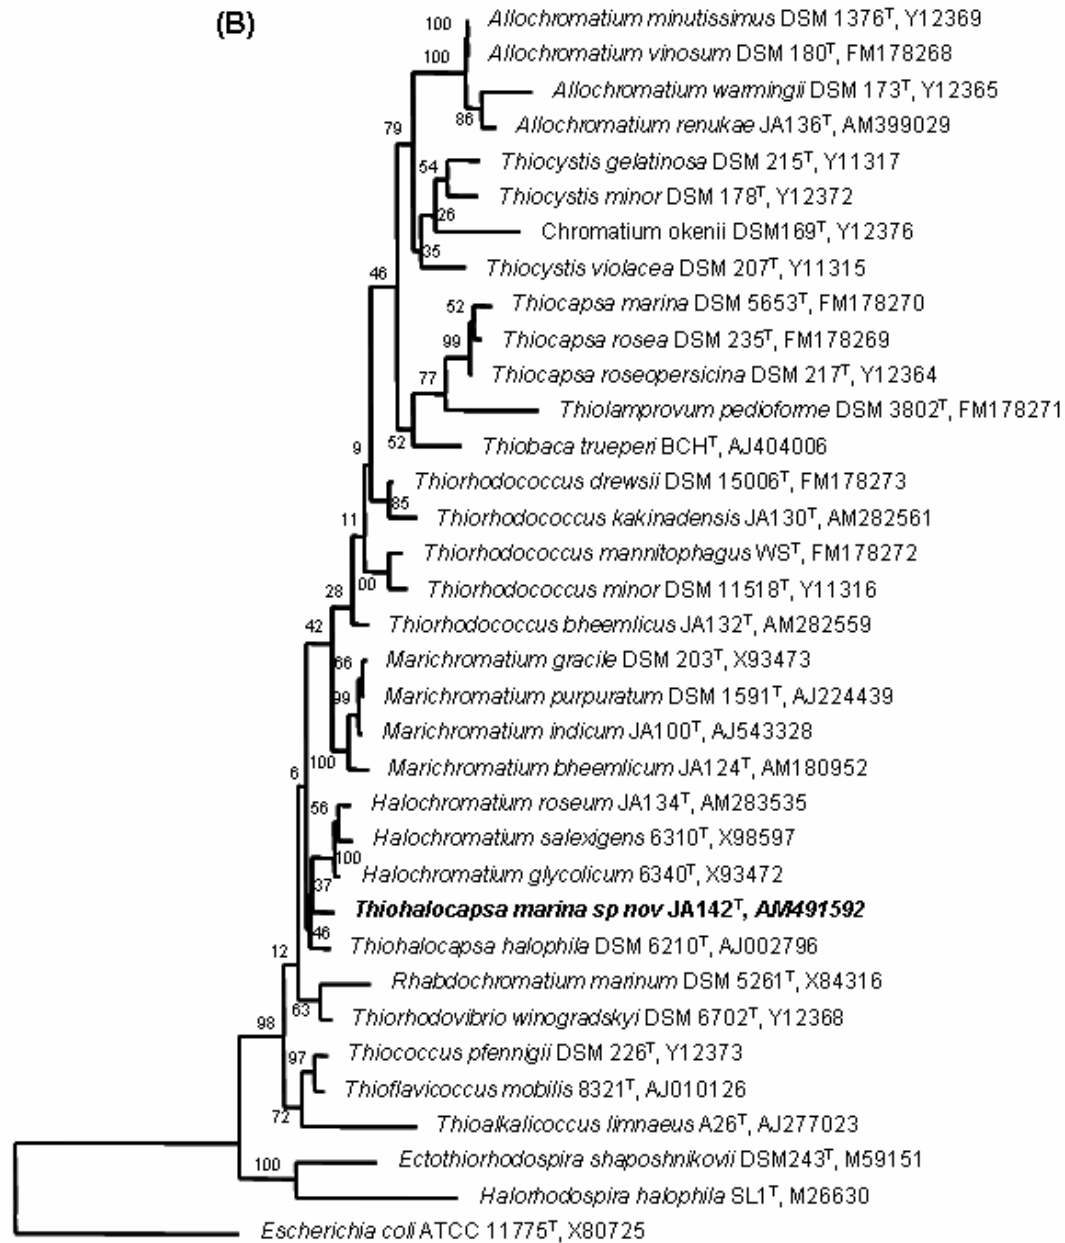 (B)
100
Allochromatium minutissimus DSM 1376T, Y12369
Allochromatium vinosum DSM 180T, FM178268
100
Allochromatium warmingii DSM 173T, Y12365
86
Allochromatium renukae JA136T, AM399029
79
Thiocystis gelatinosa DSM 215T, Y11317
54
Thiocystis minor DSM 178T, Y12372
26
Chromatium okenii DSM169T, Y12376
35
Thiocystis violacea DSM 207T, Y11315
46
Thiocapsa marina DSM 5653T, FM178270
52
Thiocapsa rosea DSM 235T, FM178269
99
Thiocapsa roseopersicina DSM 217T, Y12364
77
Thiolamprovum pedioforme DSM 3802T, FM178271
52
Thiobaca trueperi BCHT, AJ404006
9
Thiorhodococcus drewsii DSM 15006T, FM178273
85
Thiorhodococcus kakinadensis JA130T, AM282561
11
Thiorhodococcus mannitophagus WST, FM178272
00
Thiorhodococcus minor DSM 11518T, Y11316
28
Thiorhodococcus bheemlicus JA132T, AM282559
42
66
Marichromatium gracile DSM 203T, X93473
99
Marichromatium purpuratum DSM 1591T, AJ224439
Marichromatium indicum JA100T, AJ543328
100
Marichromatium bheemlicum JA124T, AM180952
6
56
Halochromatium roseum JA134T, AM283535
Halochromatium salexigens 6310T, X98597
100
Halochromatium glycolicum 6340T, X93472
37
Thiohalocapsa marina sp nov JA142T, AM491592
46
Thiohalocapsa halophila DSM 6210T, AJ002796
12
Rhabdochromatium marinum DSM 5261T, X84316
63
Thiorhodovibrio winogradskyi DSM 6702T, Y12368
98
97
Thiococcus pfennigii DSM 226T, Y12373
Thioflavicoccus mobilis 8321T, AJ010126
72
Thioalkalicoccus limnaeus A26T, AJ277023
100
Ectothiorhodospira shaposhnikovii DSM243T, M59151
Halorhodospira halophila SL1T, M26630
Escherichia coli ATCC 11775T, X80725